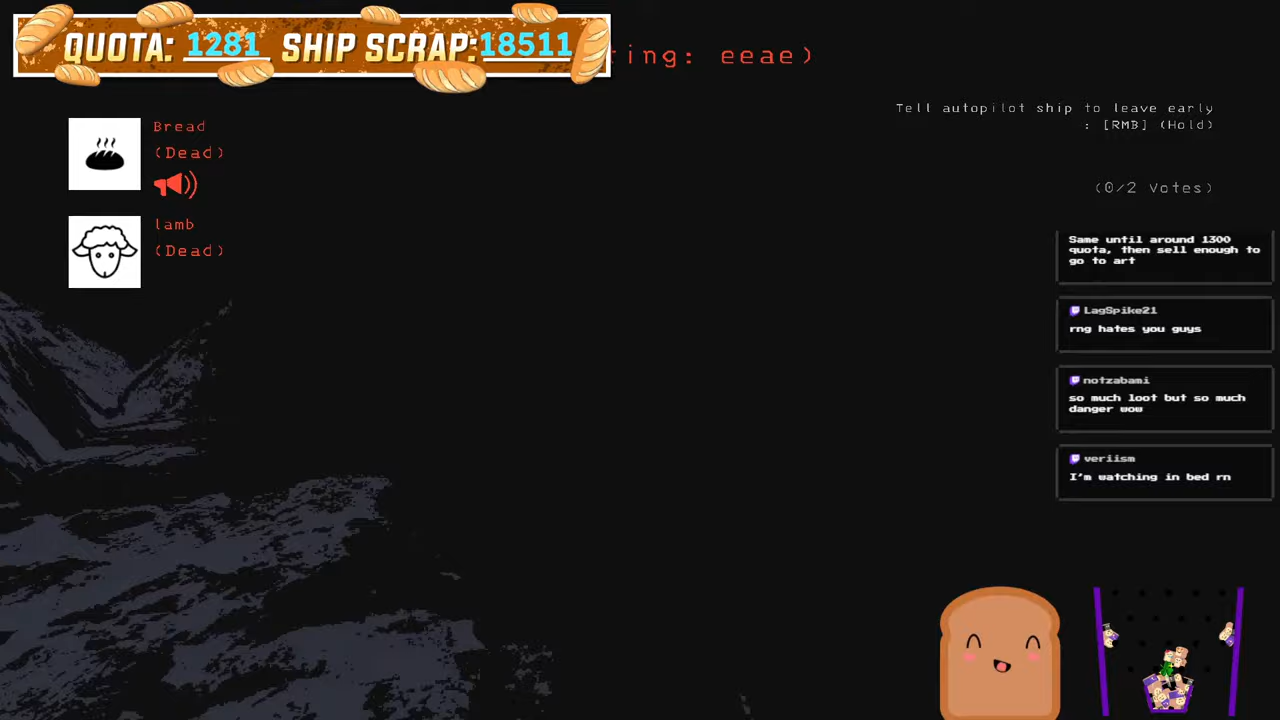 QUOTA: 1281 SHIP SCRAP:18511
ing: eeae)
Tell autopilot ship to leave early
: [RMB] (Hold)
(0/2 Votes)
Bread
(Dead)
lamb
(Dead)
Same until around 1300
quota, then sell enough to
go to art
LagSpike21
rng hates you guys
notzabami
so much loot but so much
danger wow
veriism
I'm watching in bed rn